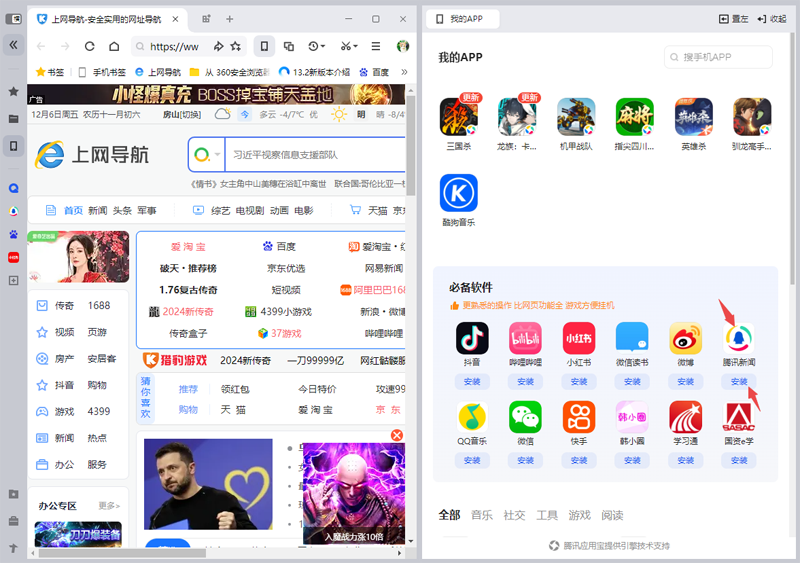 上网导航-安全实用的网址导航
我的APP
置左
收起
https://ww
书签
手机书签
上网导航
从 360安全浏览
13.2新版本介绍
百度
广告
小怪爆真充 BOSS掉宝铺天盖地
12月6日周五 农历十一月初六
房山[切换]
今 多云 -4/7°C 优
明 晴 -8/4
上网导航
习近平视察信息支援部队
《情书》女主角中山美穗在浴缸中离世
联合国:哥伦比亚一
首页 新闻 头条 军事
综艺 电视剧 动画 电影
天猫
爱 淘 宝
百度
爱淘宝
破天·推荐榜
京东优选
网易新闻
1.76复古传奇
短视频
阿里巴巴168
2024新传奇
4399小游戏
新浪·微博
传奇盒子
37游戏
哔哩哔哩
传奇 1688
视频 页游
房产 安居客
抖音 购物
游戏 4399
新闻 热点
办公 服务
猎豹游戏
2024新传奇
一刀99999亿
网红骷髅服
猜你喜欢
推荐
领红包
今日特价
攻速99
购物
天 猫
爱 淘 宝
京 东
办公专区
更多>
刀刀爆装备
入魔战力涨10倍
我的APP
搜手机APP
更新
更新
三国杀
龙族：卡...
机甲战队
指尖四川...
英雄杀
驯龙高手...
酷狗音乐
必备软件
更熟悉的操作 比网页功能全 游戏方便挂机
抖音
哔哩哔哩
小红书
微信读书
微博
腾讯新闻
安装
安装
安装
安装
安装
安装
QQ音乐
微信
快手
韩小圈
学习通
国资e学
安装
安装
安装
安装
安装
安装
全部 音乐 社交 工具 游戏 阅读
腾讯应用宝提供引擎技术支持